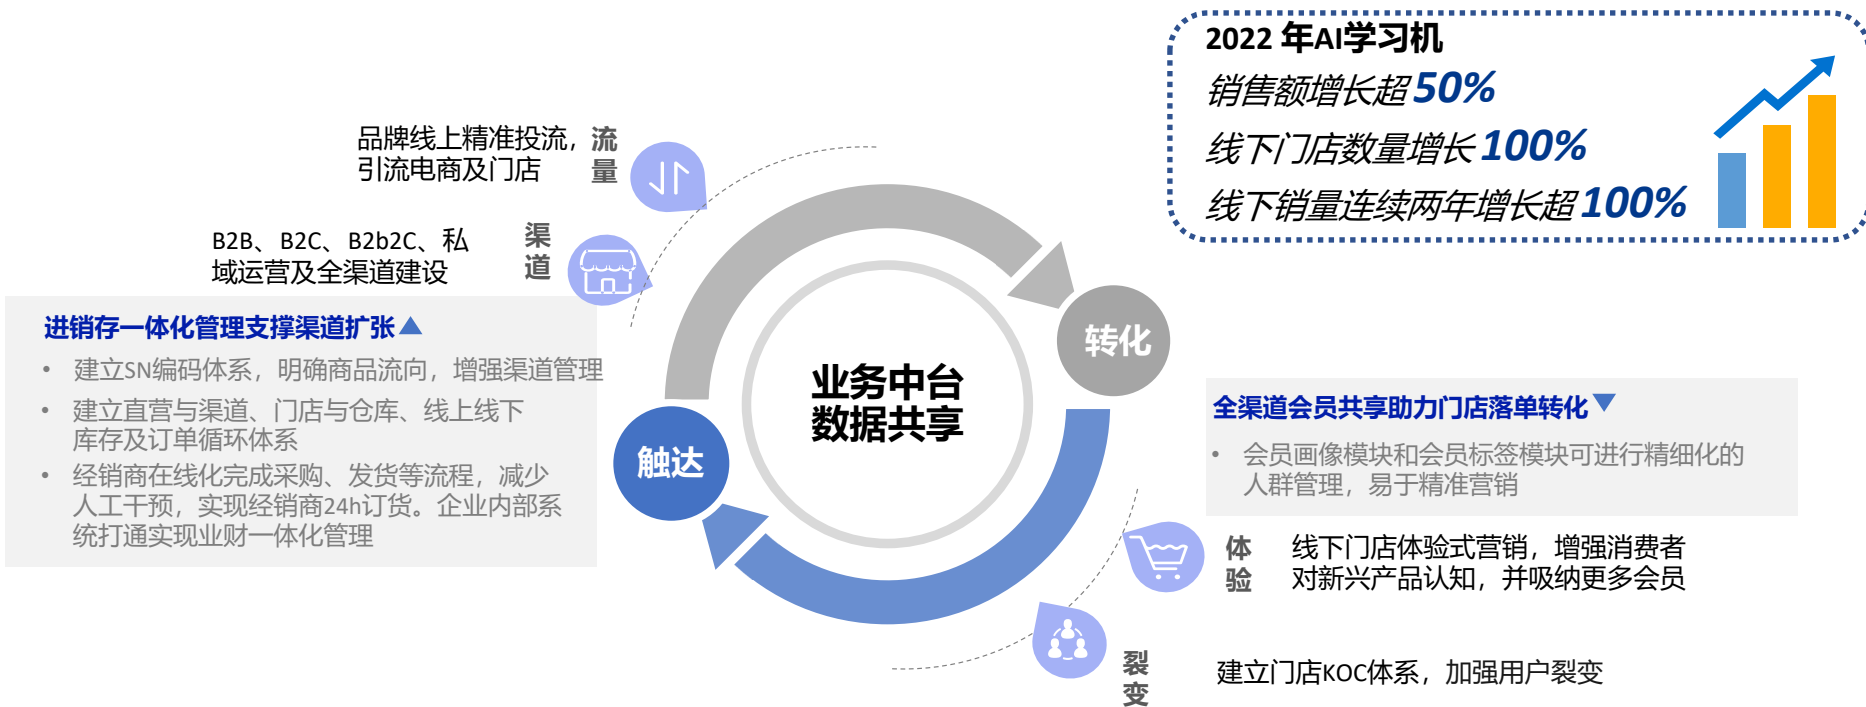 2022 年AI学习机
销售额增长超 50%
线下门店数量增长 100%
线下销量连续两年增长超 100%
品牌线上精准投流，
引流电商及门店
流
量
B2B、B2C、B2b2C、私
域运营及全渠道建设
渠
道
进销存一体化管理支撑渠道扩张
• 建立SN编码体系，明确商品流向，增强渠道管理
• 建立直营与渠道、门店与仓库、线上线下
库存及订单循环体系
• 经销商在线化完成采购、发货等流程，减少
人工干预，实现经销商24h订货。企业内部系
统打通实现业财一体化管理
触达
业务中台
数据共享
转化
全渠道会员共享助力门店落单转化
• 会员画像模块和会员标签模块可进行精细化的
人群管理，易于精准营销
体
验
线下门店体验式营销，增强消费者
对新兴产品认知，并吸纳更多会员
裂
变
建立门店KOC体系，加强用户裂变